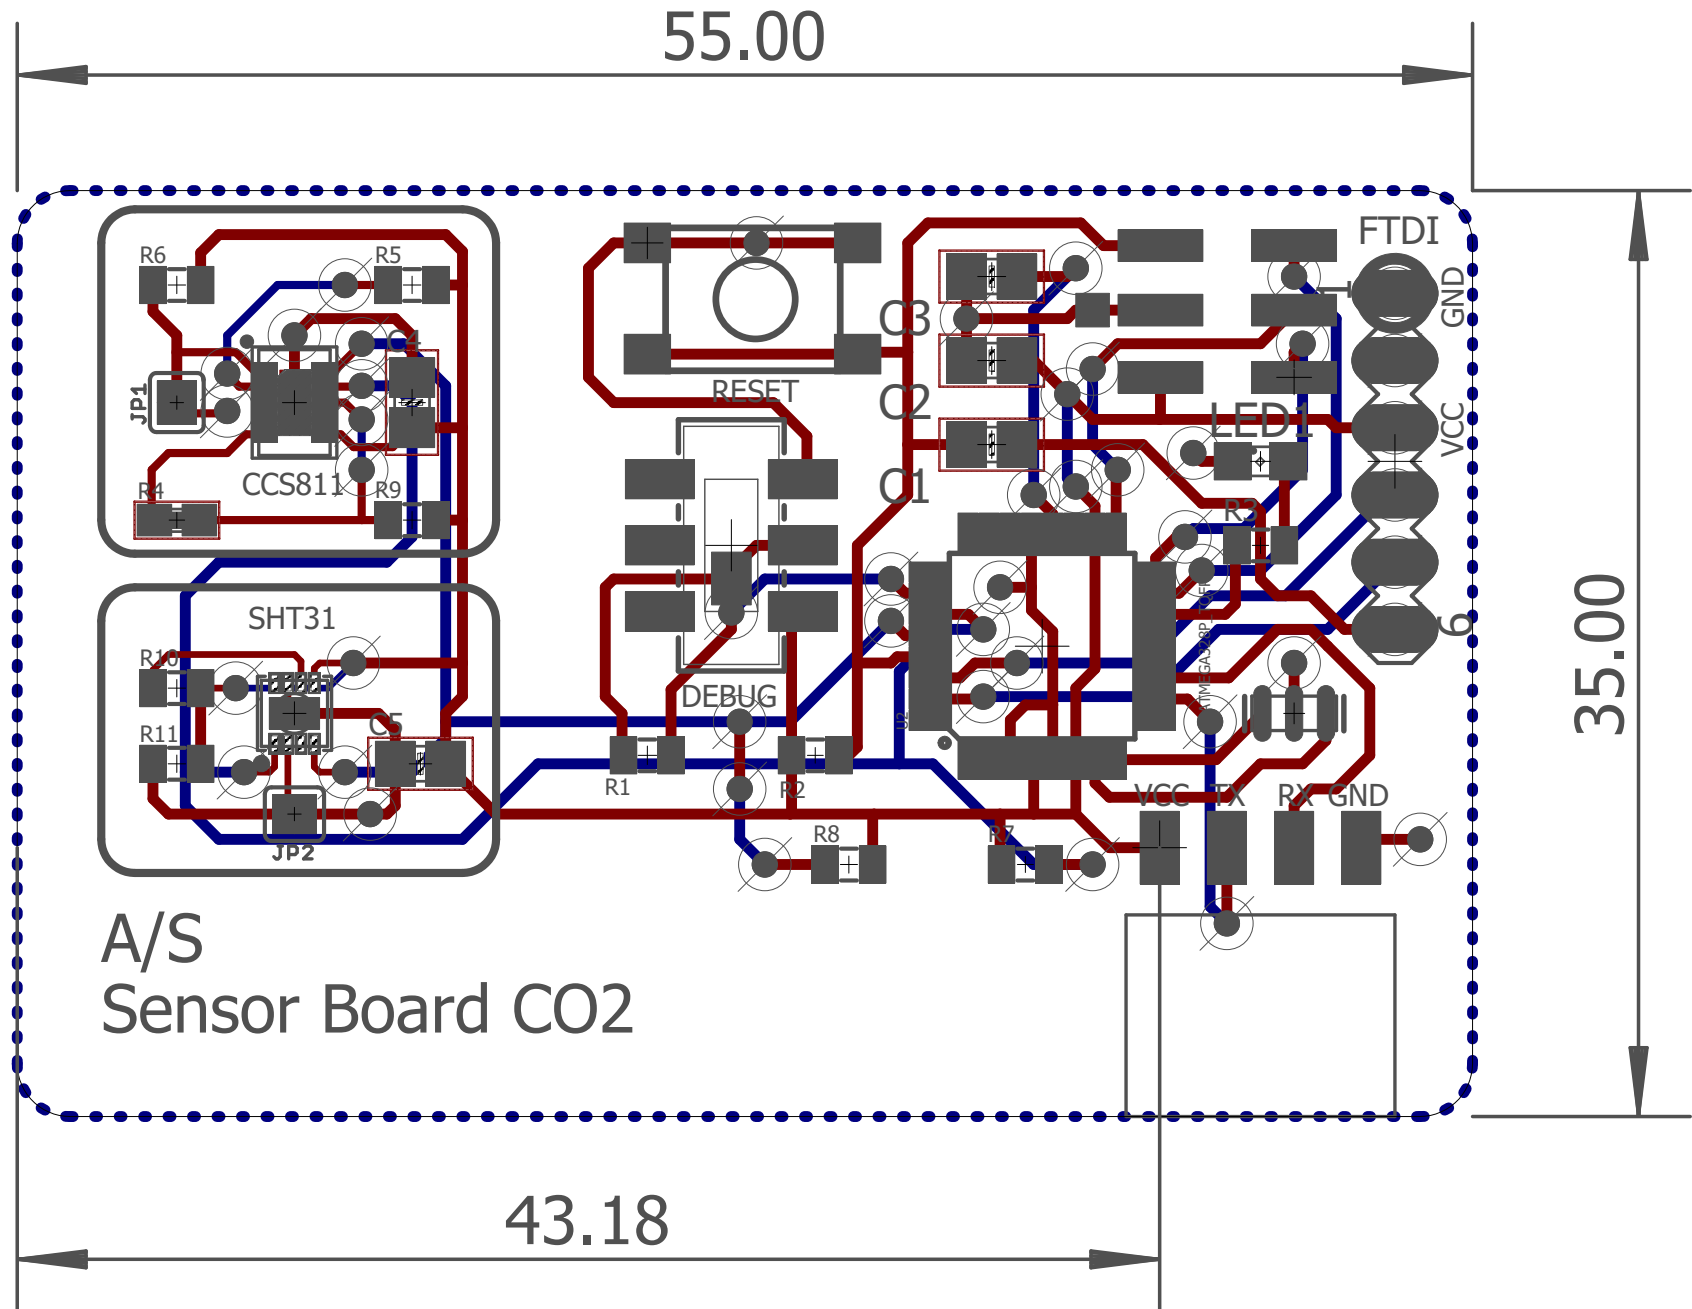 55.00
FTDI
GND
1
R6
R5
C4
C3
RESET
C2
VCC
LED1
JP1
CCS811
C1
R4
R9
R3
35.00
SHT31
6
R10
DEBUG
C5
R11
R1
R2
VCC
TX
RX
GND
R8
R7
JP2
A/S
Sensor Board CO2
43.18